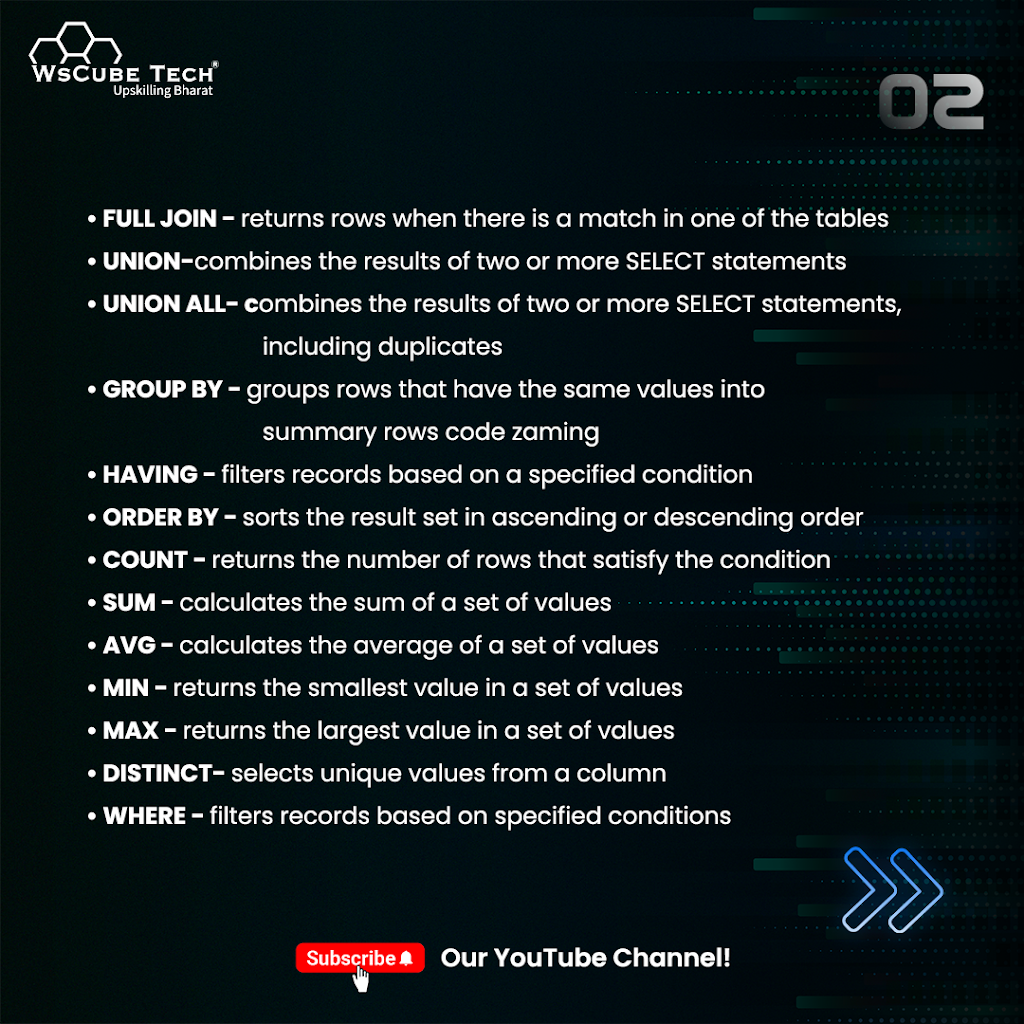 WsCube Tech®
Upskilling Bharat
02
• FULL JOIN – returns rows when there is a match in one of the tables
• UNION–combines the results of two or more SELECT statements
• UNION ALL– combines the results of two or more SELECT statements,
including duplicates
• GROUP BY – groups rows that have the same values into
summary rows code zaming
• HAVING – filters records based on a specified condition
• ORDER BY – sorts the result set in ascending or descending order
• COUNT – returns the number of rows that satisfy the condition
• SUM – calculates the sum of a set of values
• AVG – calculates the average of a set of values
• MIN – returns the smallest value in a set of values
• MAX – returns the largest value in a set of values
• DISTINCT– selects unique values from a column
• WHERE – filters records based on specified conditions
Subscribe Our YouTube Channel!